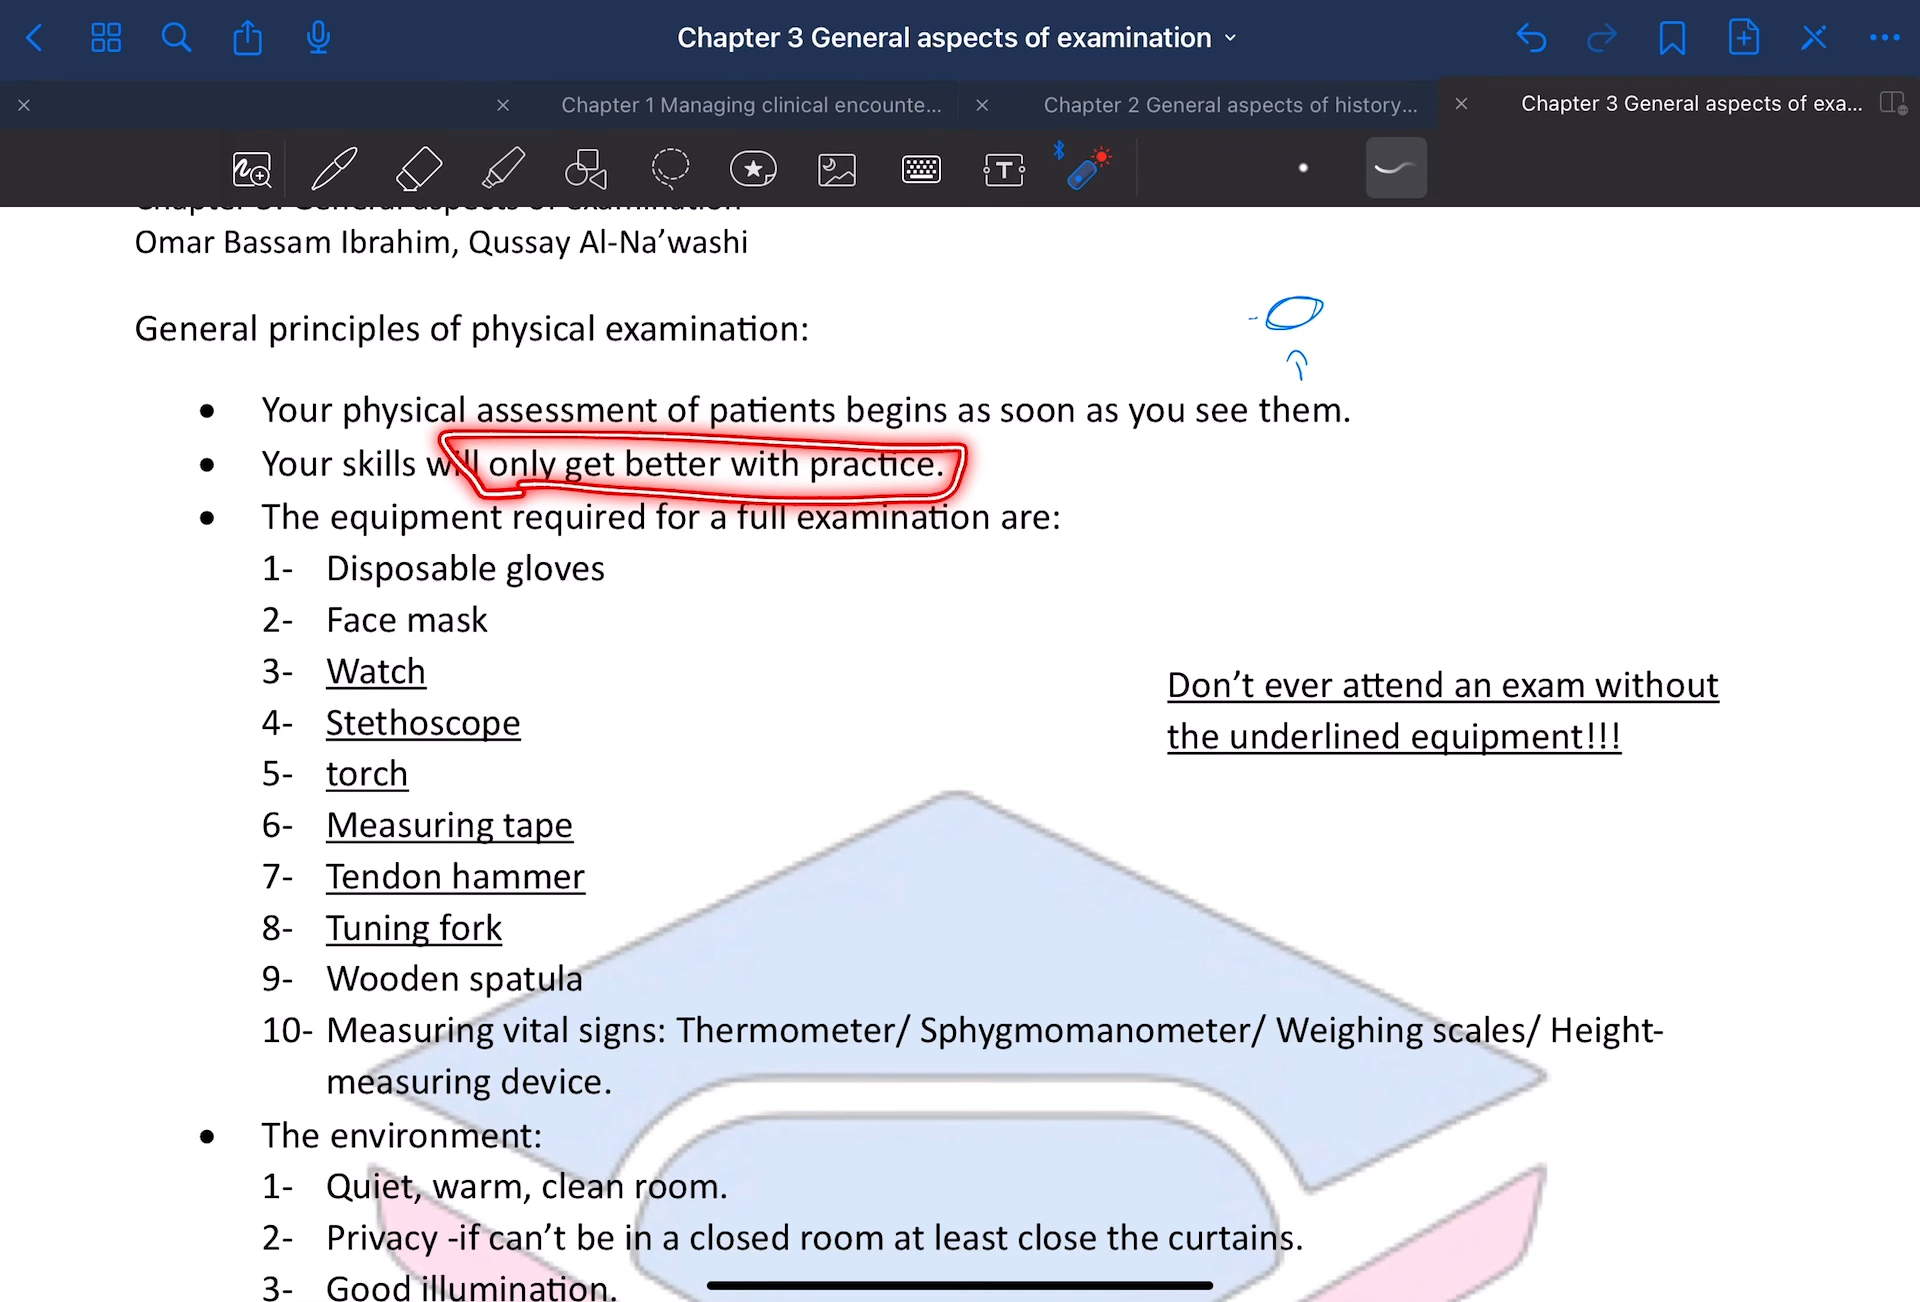 Chapter 3 General aspects of examination
Chapter 1 Managing clinical encounte...
Chapter 2 General aspects of history...
Chapter 3 General aspects of exa...
T
Chapter 3: General aspects of examination
Omar Bassam Ibrahim, Qussay Al-Na’washi
General principles of physical examination:
• Your physical assessment of patients begins as soon as you see them.
• Your skills will only get better with practice.
• The equipment required for a full examination are:
1- Disposable gloves
2- Face mask
3- Watch
4- Stethoscope
5- torch
6- Measuring tape
7- Tendon hammer
8- Tuning fork
9- Wooden spatula
10- Measuring vital signs: Thermometer/ Sphygmomanometer/ Weighing scales/ Height-
measuring device.
Don’t ever attend an exam without
the underlined equipment!!!
• The environment:
1- Quiet, warm, clean room.
2- Privacy -if can’t be in a closed room at least close the curtains.
3- Good illumination.